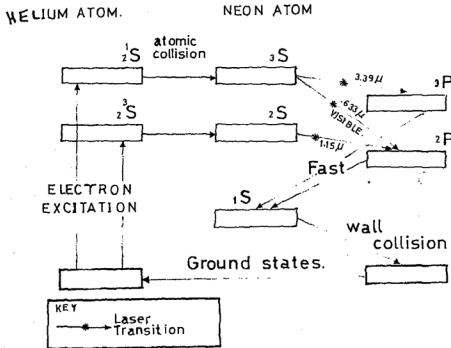 HELIUM ATOM. NEON ATOM
2¹S atomic collision ³S
3.39μ ³P
.633μ VISIBLE.
2³S ²S
1.15μ ²P
Fast
ELECTRON EXCITATION
¹S
wall collision
Ground states.
KEY
Laser Transition